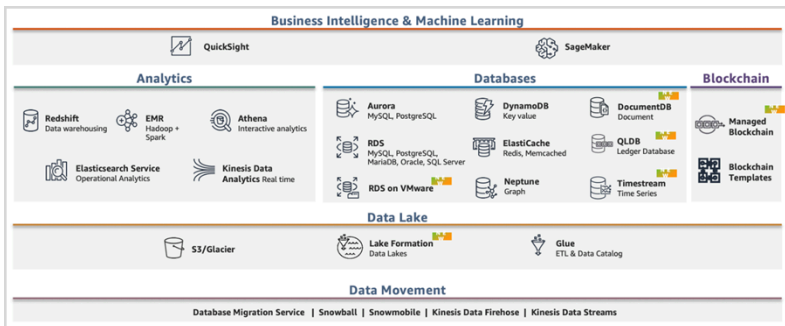 Business Intelligence & Machine Learning
QuickSight
SageMaker
Analytics
Redshift
Data warehousing
EMR
Hadoop +
Spark
Athena
Interactive analytics
Elasticsearch Service
Operational Analytics
Kinesis Data
Analytics Real time
Databases
Aurora
MySQL, PostgreSQL
DynamoDB
Key value
DocumentDB
Document
RDS
MySQL, PostgreSQL,
MariaDB, Oracle, SQL Server
ElastiCache
Redis, Memcached
QLDB
Ledger Database
RDS on VMware
Neptune
Graph
Timestream
Time Series
Blockchain
Managed
Blockchain
Blockchain
Templates
Data Lake
S3/Glacier
Lake Formation
Data Lakes
Glue
ETL & Data Catalog
Data Movement
Database Migration Service | Snowball | Snowmobile | Kinesis Data Firehose | Kinesis Data Streams